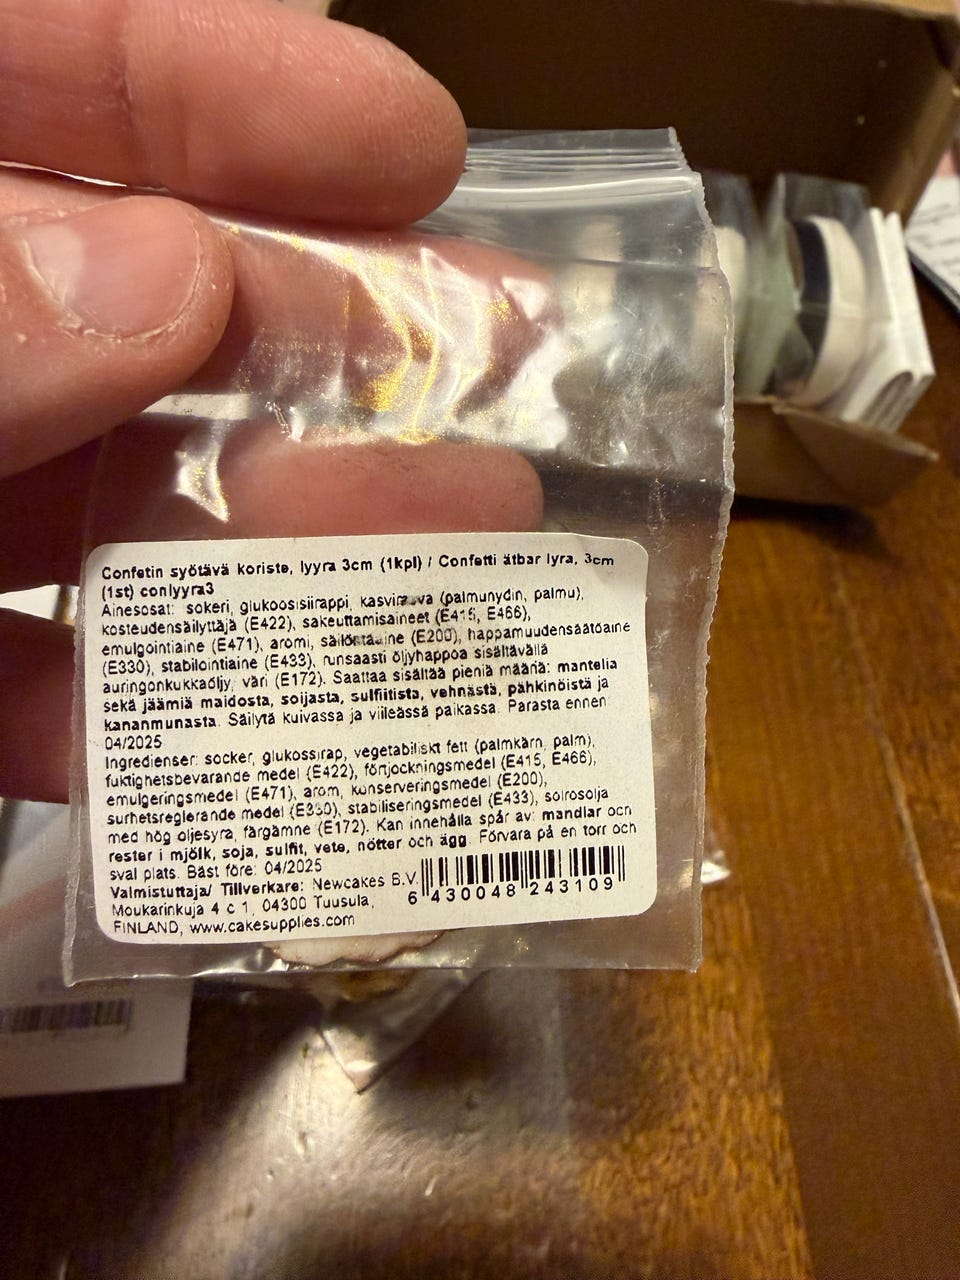 Confetin syötävä koriste, lyyra 3cm (1kpl) / Confetti ätbar lyra, 3cm
(1st) conlyyra3
Ainesosat: sokeri, glukoosisiirappi, kasvirasva (palmunydin, palmu),
kosteudensäilyttäjä (E422), sakeuttamisaineet (E415, E466),
emulgointiaine (E471), aromi, säilöntäaine (E200), happamuudensäätöaine
(E330), stabilointiaine (E433), runsaasti öljyhappoa sisältävällä
auringonkukkaöljy, väri (E172). Saattaa sisältää pieniä määriä: mantelia
sekä jäämiä maidosta, soijasta, sulfiitista, vehnästä, pähkinöistä ja
kananmunasta. Säilytä kuivassa ja viileässä paikassa. Parasta ennen
04/2025
Ingredienser: socker, glukossirap, vegetabiliskt fett (palmkärn, palm),
fuktighetsbevarande medel (E422), förtjockningsmedel (E415, E466),
emulgeringsmedel (E471), arom, konserveringsmedel (E200),
surhetsreglerande medel (E330), stabiliseringsmedel (E433), solrosolja
med hög oljesyra, färgämne (E172). Kan innehålla spår av: mandlar och
rester i mjölk, soja, sulfit, vete, nötter och ägg. Förvara på en torr och
sval plats. Bäst före: 04/2025
Valmistuttaja/ Tillverkare: Newcakes B.V.
Moukarinkuja 4 c 1, 04300 Tuusula,
FINLAND, www.cakesupplies.com
6 430048 243109